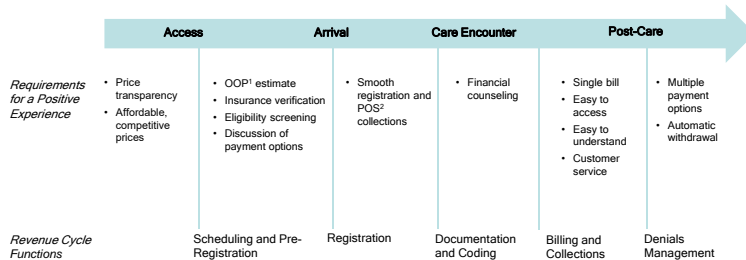 Access
Arrival
Care Encounter
Post-Care
Requirements
for a Positive
Experience
• Price
transparency
• Affordable,
competitive
prices
• OOP¹ estimate
• Insurance verification
• Eligibility screening
• Discussion of
payment options
• Smooth
registration and
POS²
collections
• Financial
counseling
• Single bill
• Easy to
access
• Easy to
understand
• Customer
service
• Multiple
payment
options
• Automatic
withdrawal
Revenue Cycle
Functions
Scheduling and Pre-
Registration
Registration
Documentation
and Coding
Billing and
Collections
Denials
Management